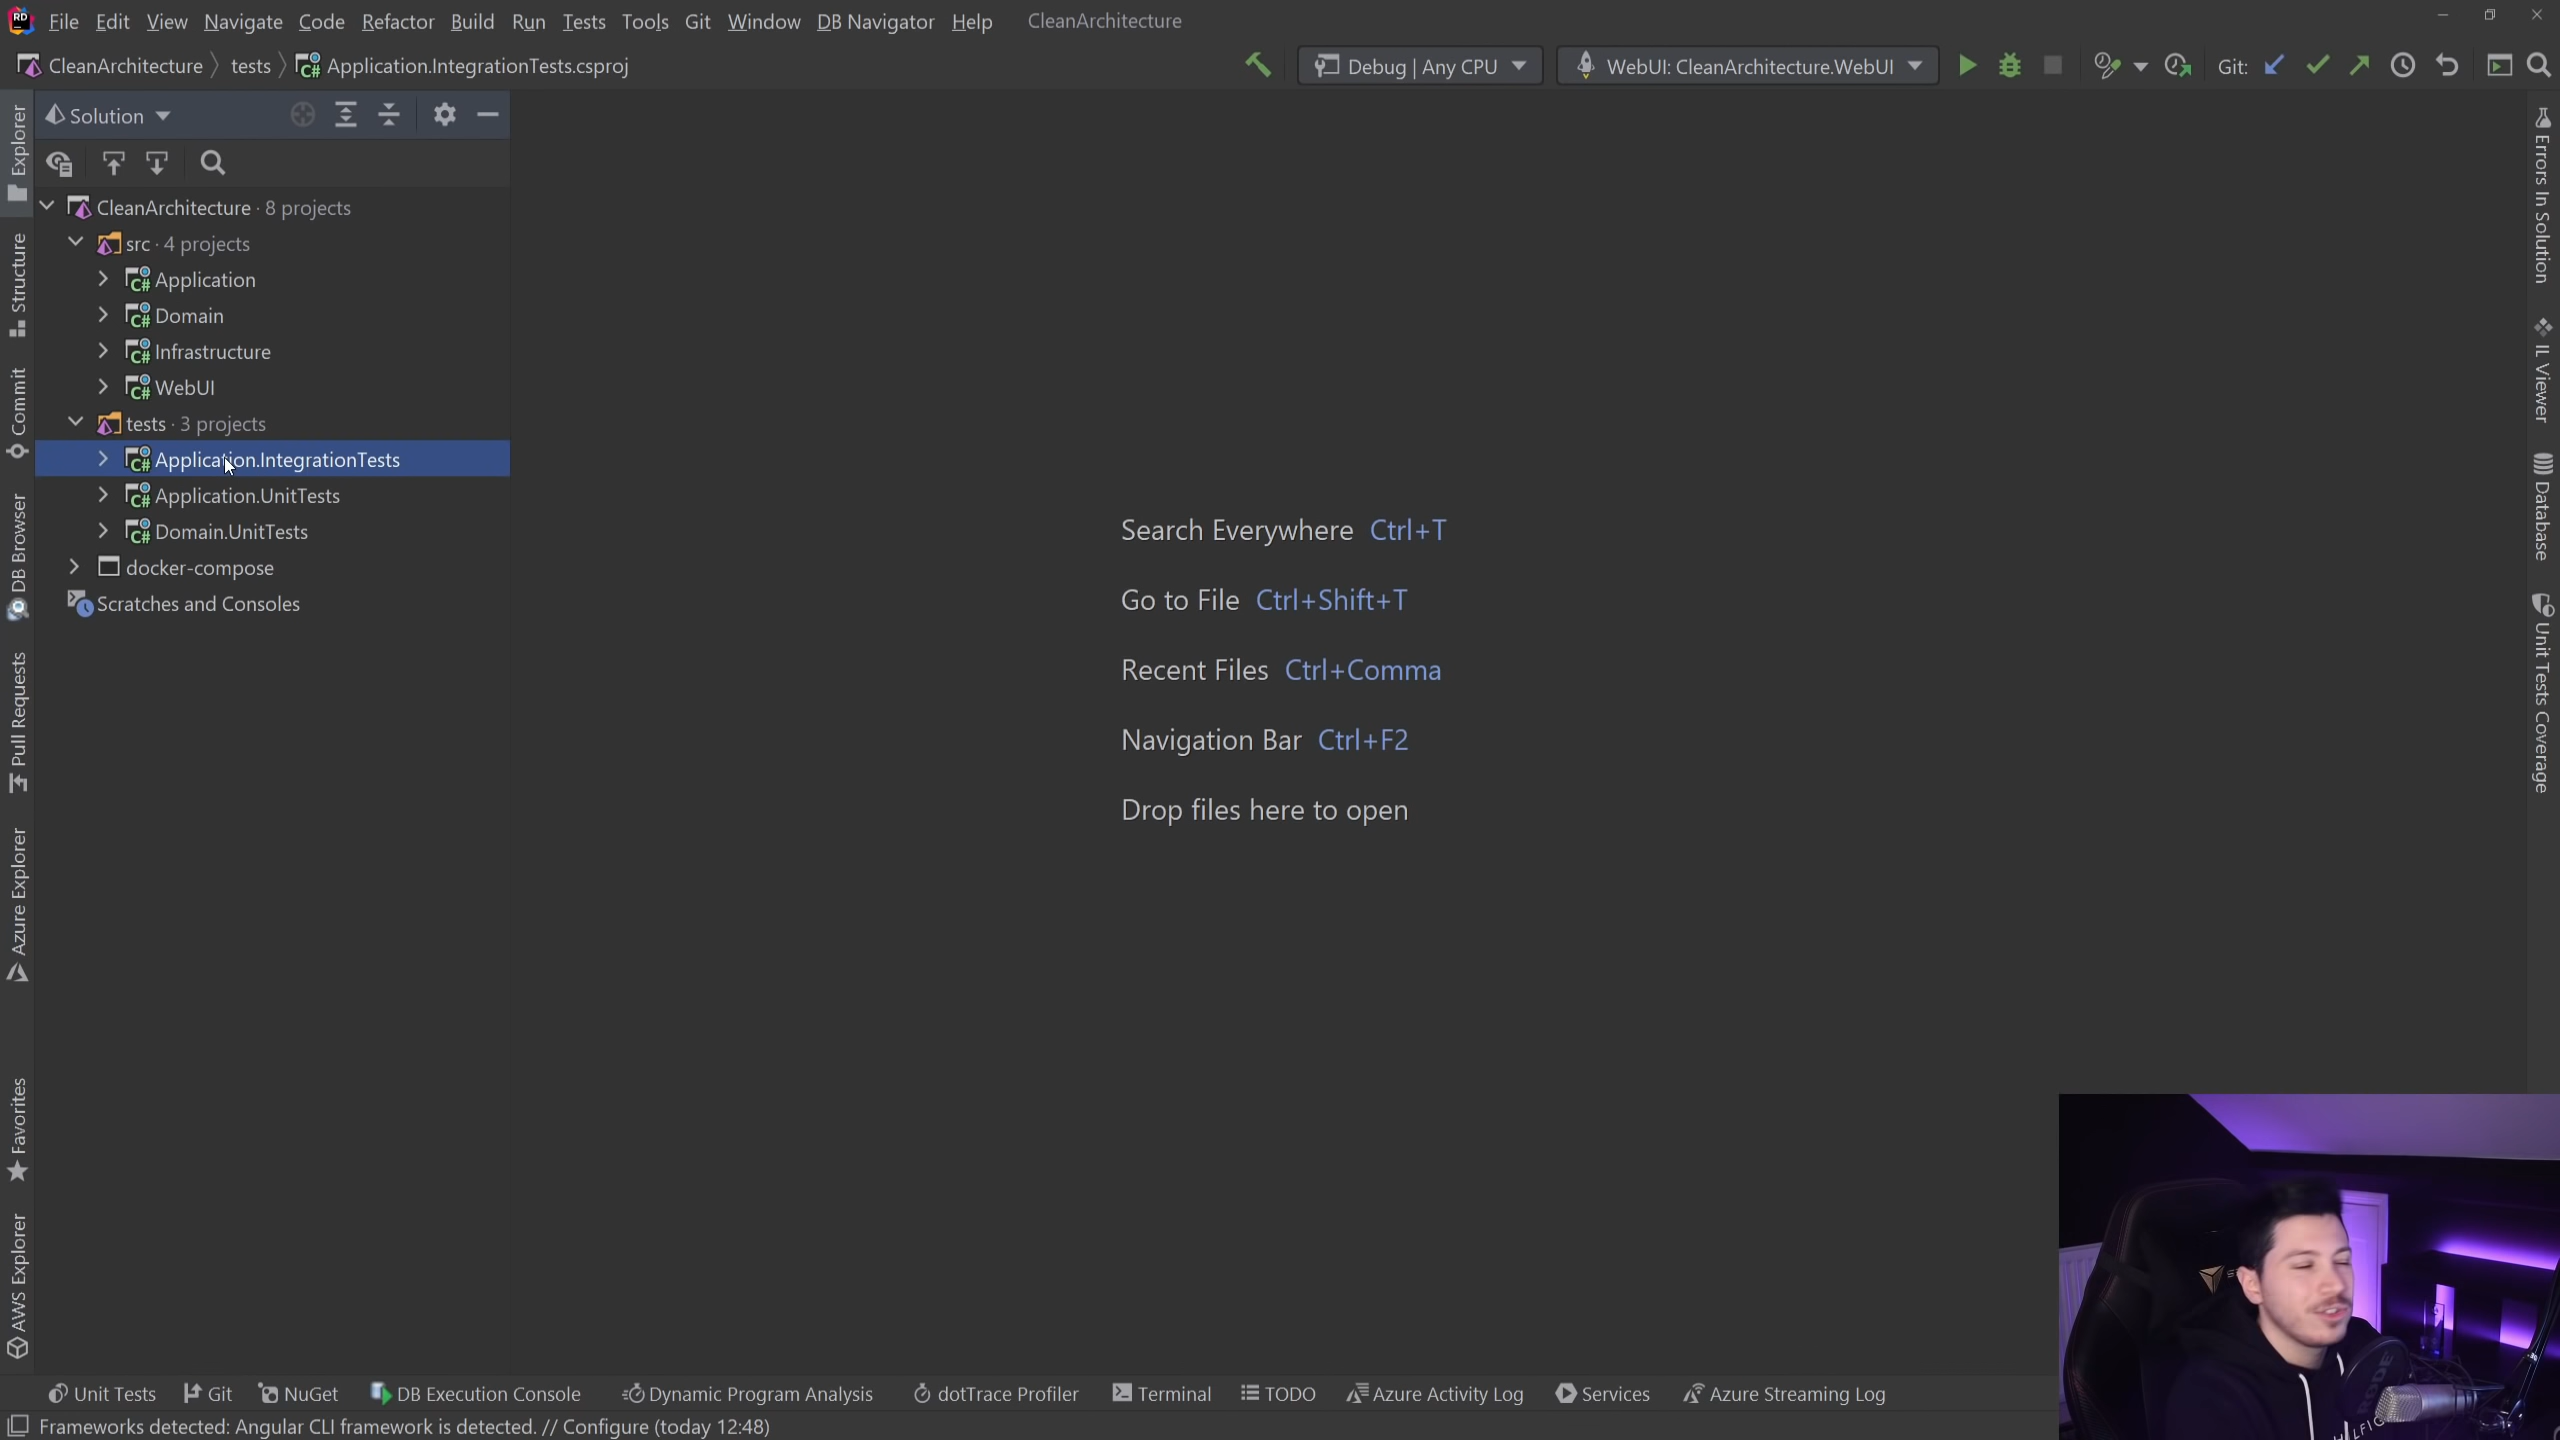 File Edit View Navigate Code Refactor Build Run Tests Tools Git Window DB Navigator Help CleanArchitecture
CleanArchitecture tests Application.IntegrationTests.csproj Debug | Any CPU WebUI: CleanArchitecture.WebUI Git:
Solution
CleanArchitecture · 8 projects
src · 4 projects
Application
Domain
Infrastructure
WebUI
tests · 3 projects
Application.IntegrationTests
Application.UnitTests
Domain.UnitTests
docker-compose
Scratches and Consoles
Explorer
Structure
Commit
DB Browser
Pull Requests
Azure Explorer
Favorites
AWS Explorer
Search Everywhere Ctrl+T
Go to File Ctrl+Shift+T
Recent Files Ctrl+Comma
Navigation Bar Ctrl+F2
Drop files here to open
Errors In Solution
IL Viewer
Database
Unit Tests Coverage
RODE
Unit Tests Git NuGet DB Execution Console Dynamic Program Analysis dotTrace Profiler Terminal TODO Azure Activity Log Services Azure Streaming Log
Frameworks detected: Angular CLI framework is detected. // Configure (today 12:48)